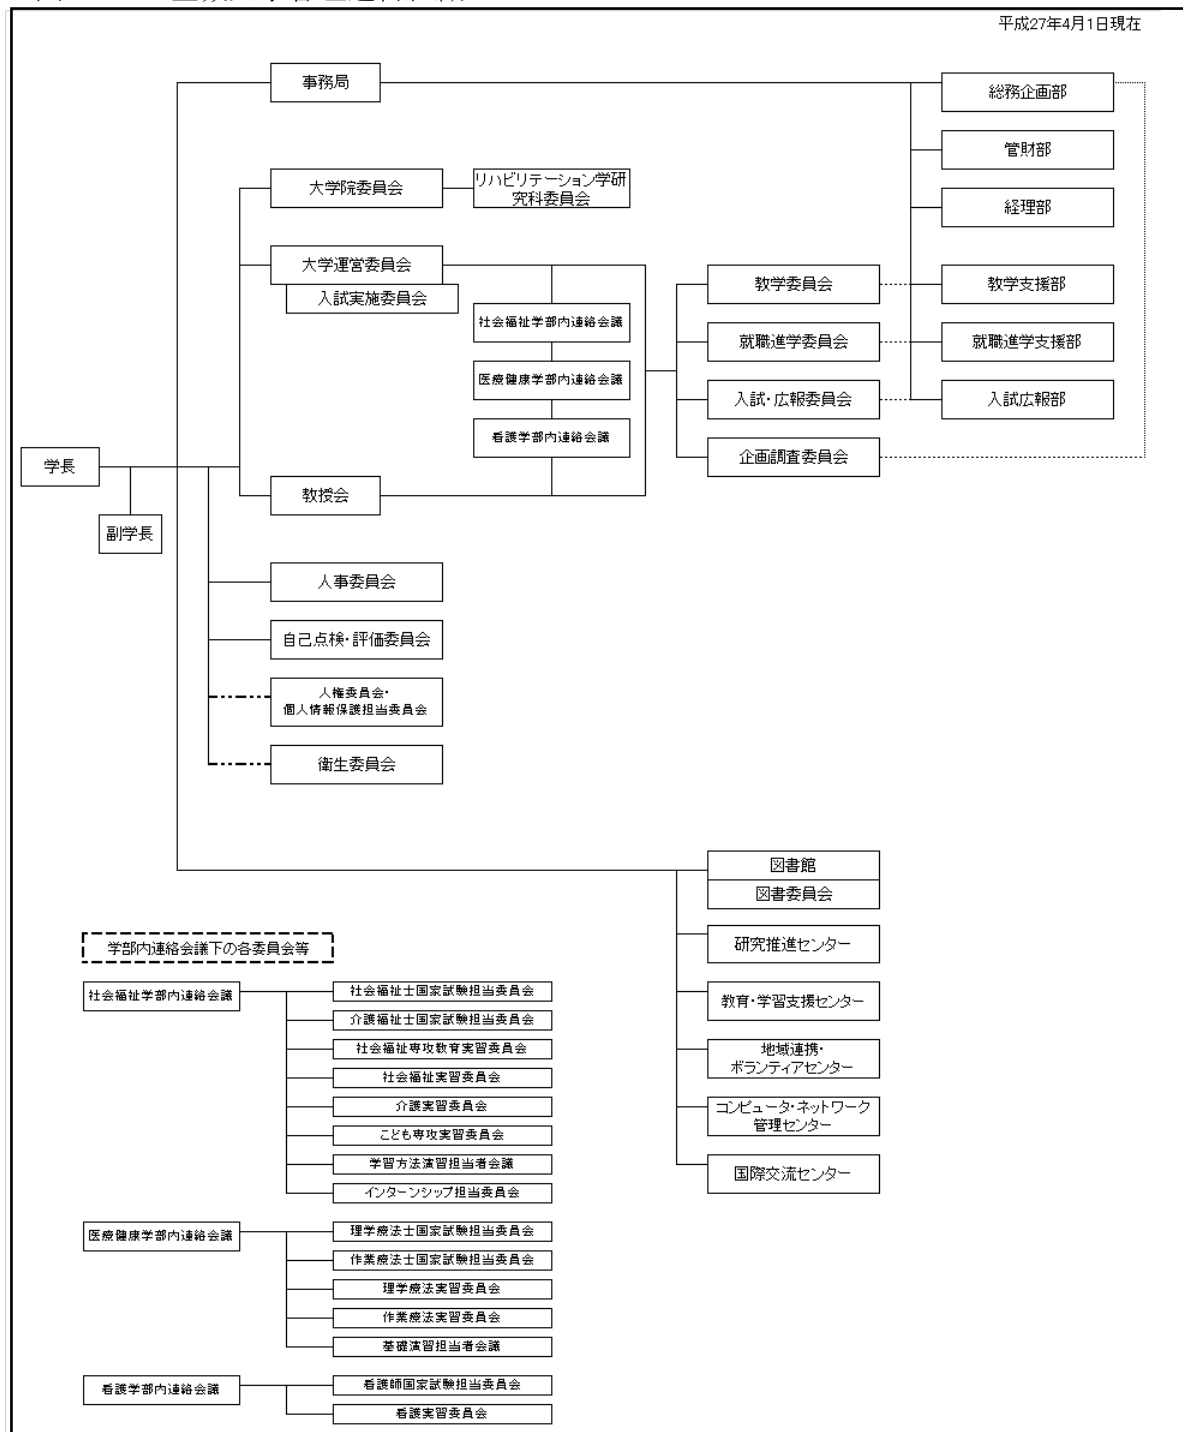 平成27年4月1日現在
事務局
総務企画部
管財部
経理部
大学院委員会
リハビリテーション学研
究科委員会
大学運営委員会
入試実施委員会
社会福祉学部内連絡会議
医療健康学部内連絡会議
看護学部内連絡会議
教学委員会
教学支援部
就職進学委員会
就職進学支援部
入試・広報委員会
入試広報部
企画調査委員会
学長
副学長
教授会
人事委員会
自己点検・評価委員会
人権委員会・
個人情報保護担当委員会
衛生委員会
図書館
図書委員会
研究推進センター
教育・学習支援センター
地域連携・
ボランティアセンター
コンピュータ・ネットワーク
管理センター
国際交流センター
学部内連絡会議下の各委員会等
社会福祉学部内連絡会議
社会福祉士国家試験担当委員会
介護福祉士国家試験担当委員会
社会福祉専攻教育実習委員会
社会福祉実習委員会
介護実習委員会
こども専攻実習委員会
学習方法演習担当者会議
インターンシップ担当委員会
医療健康学部内連絡会議
理学療法士国家試験担当委員会
作業療法士国家試験担当委員会
理学療法実習委員会
作業療法実習委員会
基礎演習担当者会議
看護学部内連絡会議
看護師国家試験担当委員会
看護実習委員会